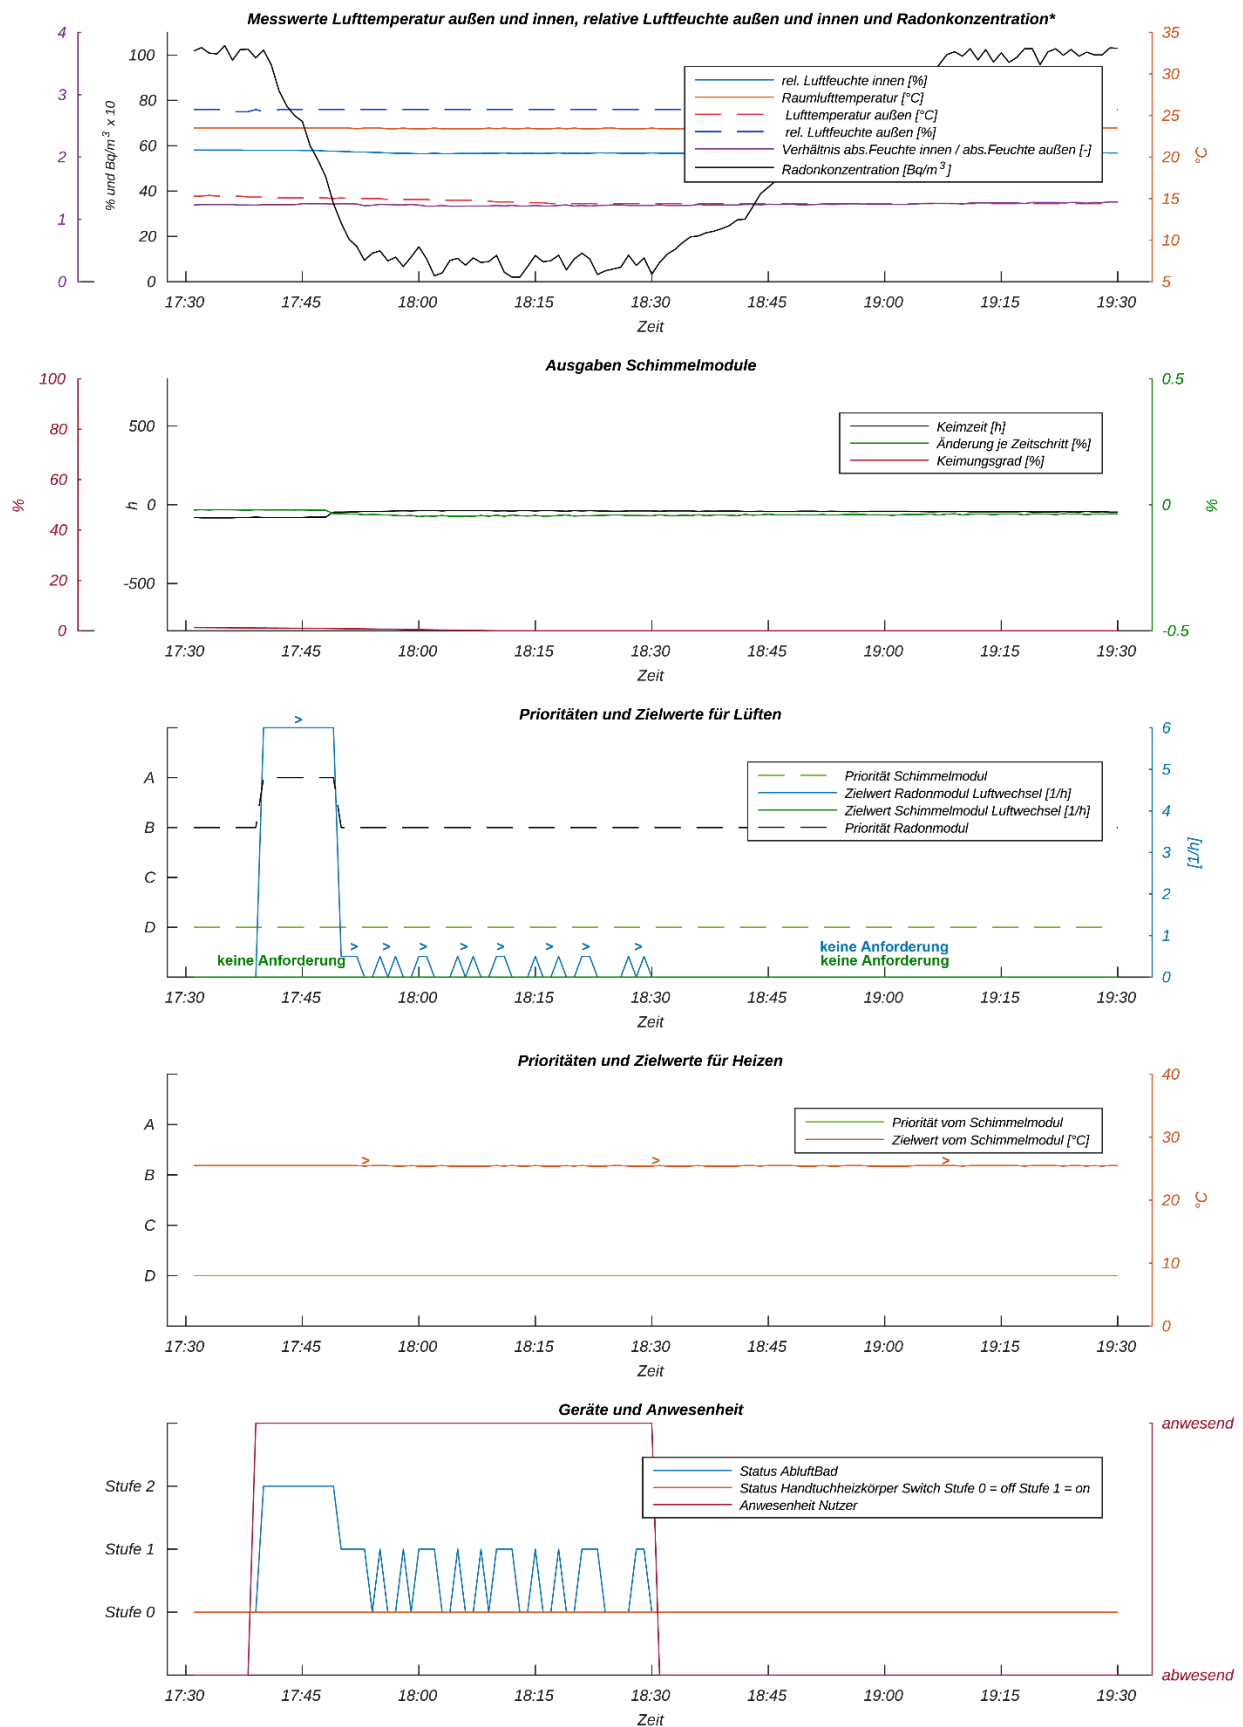 Messwerte Lufttemperatur außen und innen, relative Luftfeuchte außen und innen und Radonkonzentration*
4
3
2
1
0
% und Bq/m³ x 10
100
80
60
40
20
0
rel. Luftfeuchte innen [%]
Raumlufttemperatur [°C]
Lufttemperatur außen [°C]
rel. Luftfeuchte außen [%]
Verhältnis abs.Feuchte innen / abs.Feuchte außen [-]
Radonkonzentration [Bq/m³]
35
30
25
20
15
10
5
°C
17:30 17:45 18:00 18:15 18:30 18:45 19:00 19:15 19:30
Zeit
Ausgaben Schimmelmodule
100
80
60
40
20
0
%
500
0
-500
h
Keimzeit [h]
Änderung je Zeitschritt [%]
Keimungsgrad [%]
0.5
0
-0.5
%
17:30 17:45 18:00 18:15 18:30 18:45 19:00 19:15 19:30
Zeit
Prioritäten und Zielwerte für Lüften
A
B
C
D
>
Priorität Schimmelmodul
Zielwert Radonmodul Luftwechsel [1/h]
Zielwert Schimmelmodul Luftwechsel [1/h]
Priorität Radonmodul
> > > > > > > >
keine Anforderung
keine Anforderung
keine Anforderung
6
5
4
3
2
1
0
[1/h]
17:30 17:45 18:00 18:15 18:30 18:45 19:00 19:15 19:30
Zeit
Prioritäten und Zielwerte für Heizen
A
B
C
D
Priorität vom Schimmelmodul
Zielwert vom Schimmelmodul [°C]
> > >
40
30
20
10
0
°C
17:30 17:45 18:00 18:15 18:30 18:45 19:00 19:15 19:30
Zeit
Geräte und Anwesenheit
Stufe 2
Stufe 1
Stufe 0
Status AbluftBad
Status Handtuchheizkörper Switch Stufe 0 = off Stufe 1 = on
Anwesenheit Nutzer
anwesend
abwesend
17:30 17:45 18:00 18:15 18:30 18:45 19:00 19:15 19:30
Zeit